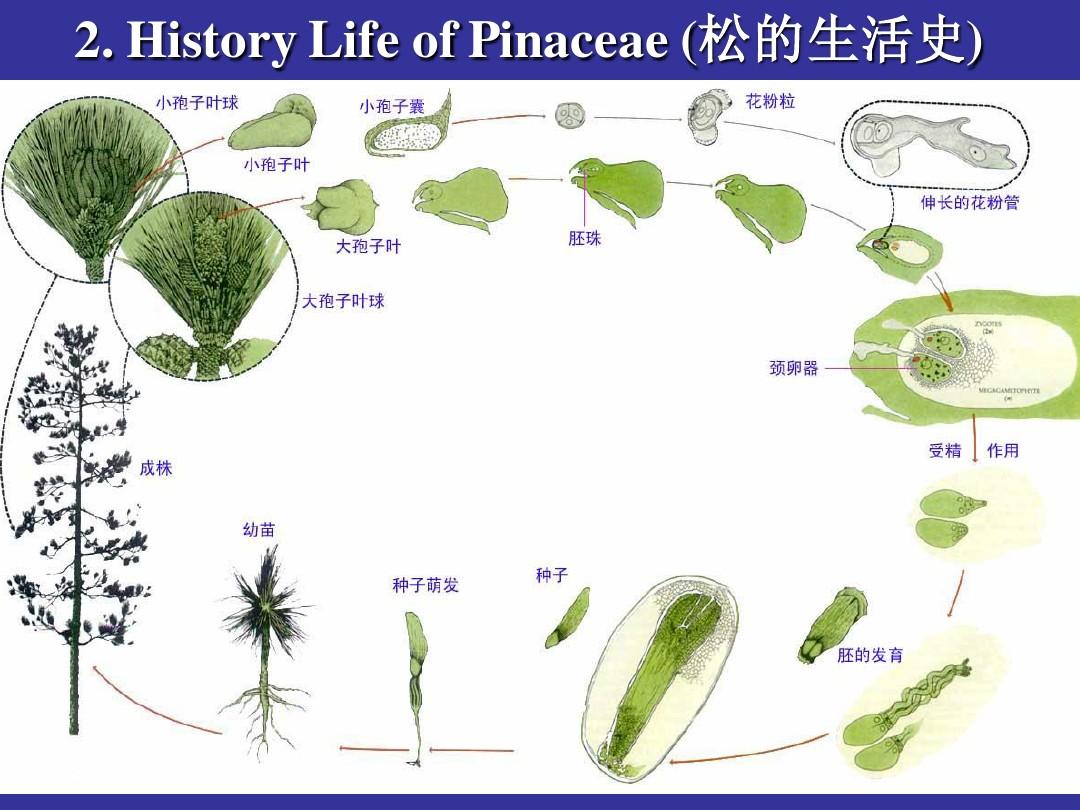 2. History Life of Pinaceae (松的生活史)
小孢子叶球
小孢子囊
花粉粒
小孢子叶
伸长的花粉管
大孢子叶
胚珠
大孢子叶球
ZYGOTES
(2n)
颈卵器
MEGAGAMETOPHYTE
(n)
受精 作用
成株
幼苗
种子萌发
种子
胚的发育